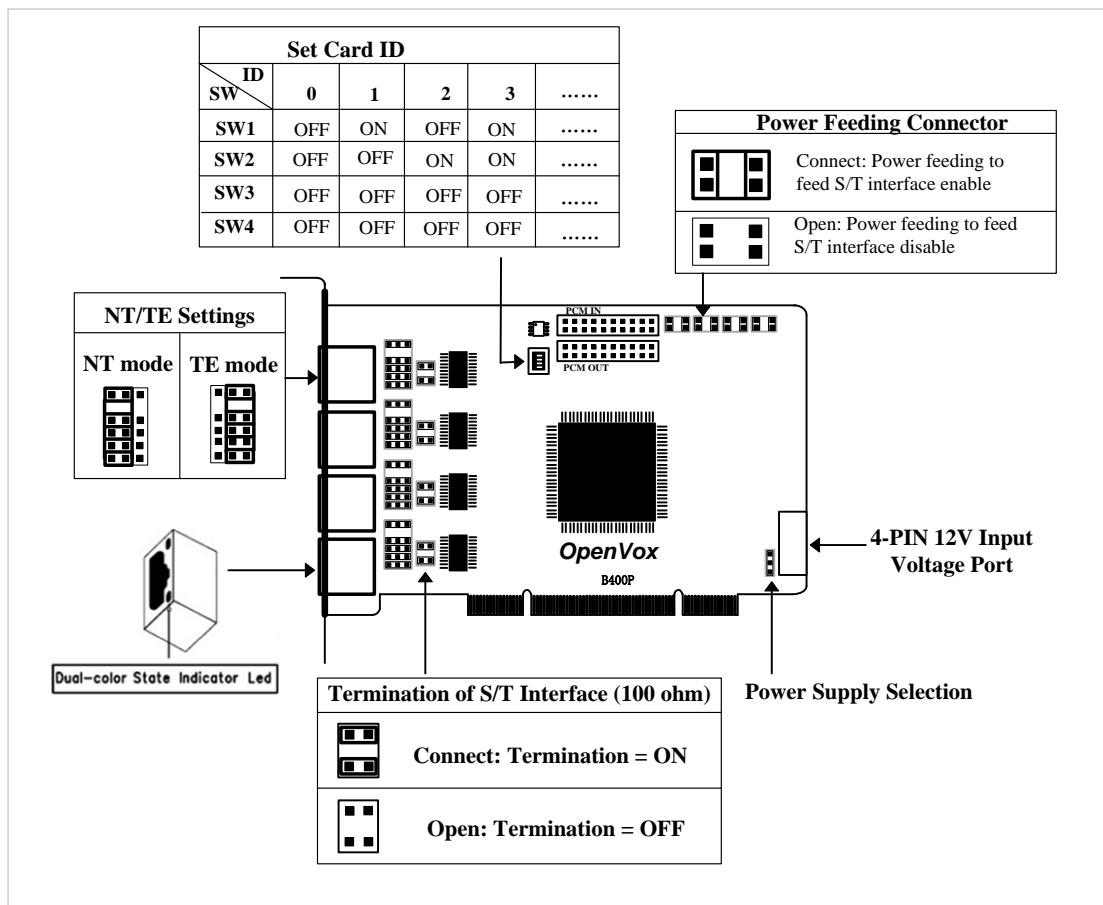 Set Card ID
ID
SW 0 1 2 3 ……
SW1 OFF ON OFF ON ……
SW2 OFF OFF ON ON ……
SW3 OFF OFF OFF OFF ……
SW4 OFF OFF OFF OFF ……
Power Feeding Connector
Connect: Power feeding to
feed S/T interface enable
Open: Power feeding to feed
S/T interface disable
NT/TE Settings
NT mode TE mode
PCM IN
PCM OUT
OpenVox
B400P
4-PIN 12V Input
Voltage Port
Dual-color State Indicator Led
Power Supply Selection
Termination of S/T Interface (100 ohm)
Connect: Termination = ON
Open: Termination = OFF